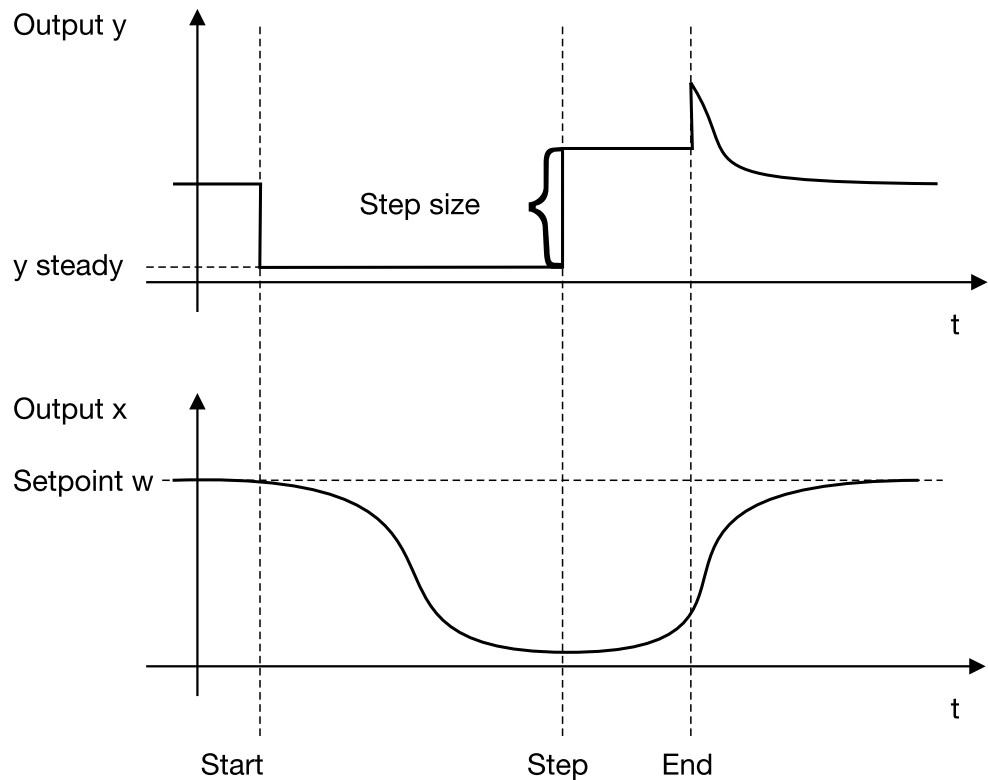 Output y
Step size
y steady
t
Output x
Setpoint w
t
Start
Step
End